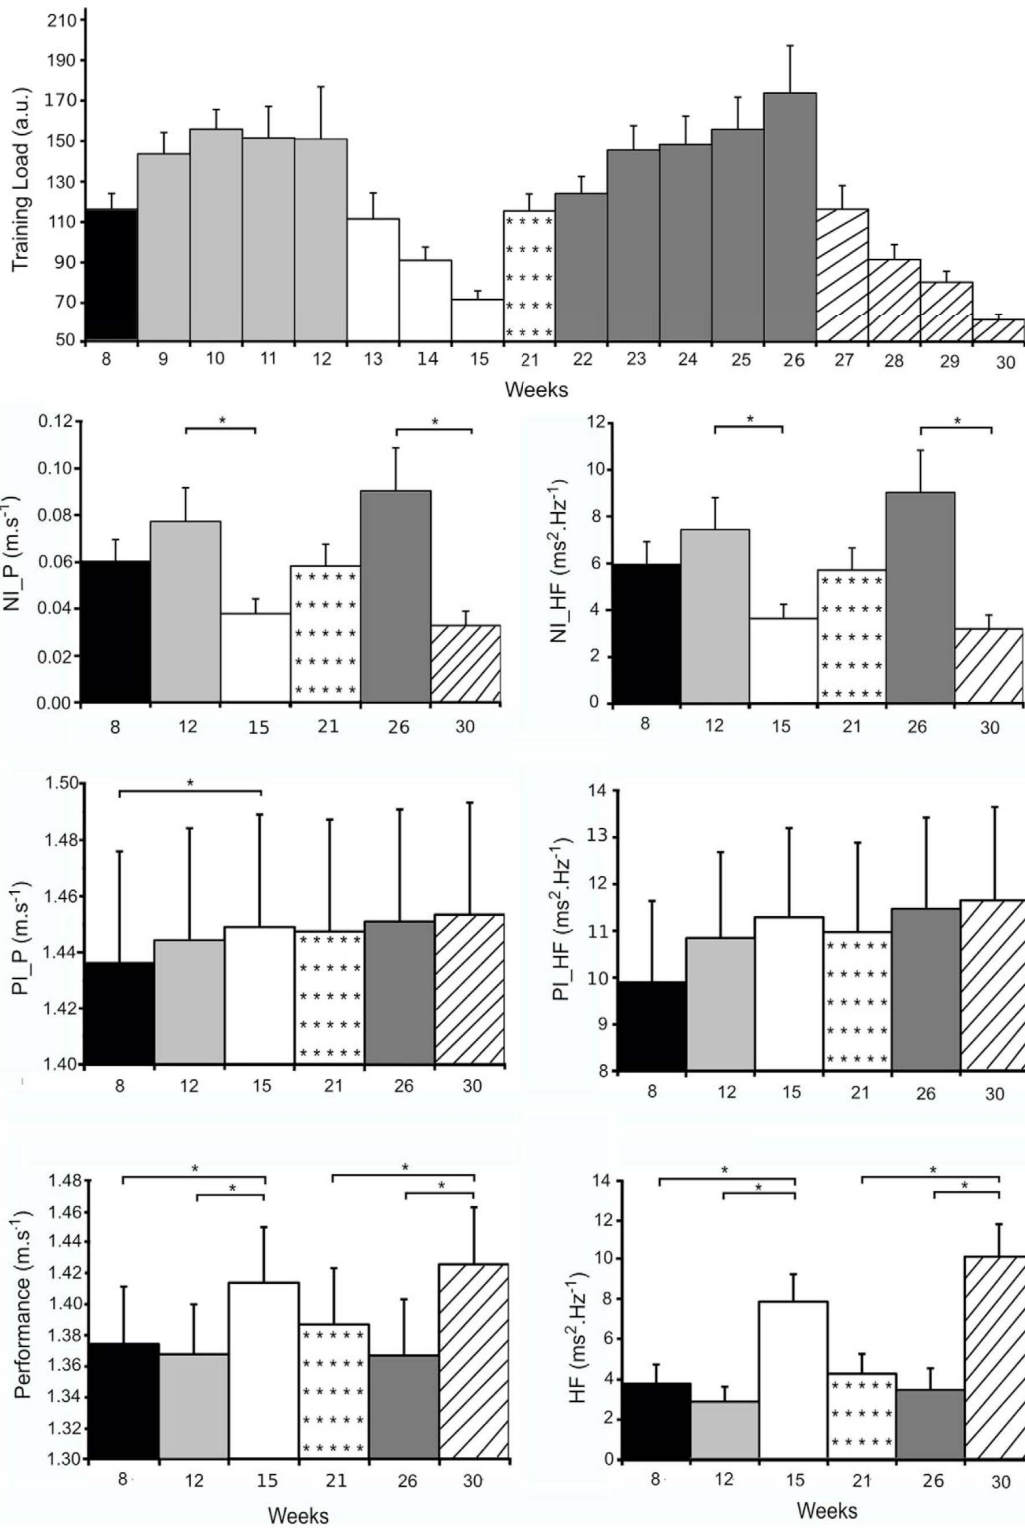 210
190
170
150
130
110
90
70
50
Training Load (a.u.)
* * * *
* * * *
* * * *
* * * *
* * * *
8 9 10 11 12 13 14 15 21 22 23 24 25 26 27 28 29 30
Weeks
0.12
0.10
0.08
0.06
0.04
0.02
0.00
NI_P (m.s⁻¹)
* *
* * * * *
* * * * *
* * * * *
* * * * *
* * * * *
8 12 15 21 26 30
12
10
8
6
4
2
0
NI_HF (ms².Hz⁻¹)
* *
* * * * *
* * * * *
* * * * *
* * * * *
* * * * *
8 12 15 21 26 30
1.50
1.48
1.46
1.44
1.42
1.40
PI_P (m.s⁻¹)
*
* * * * *
* * * * *
* * * * *
* * * * *
* * * * *
8 12 15 21 26 30
14
13
12
11
10
9
8
PI_HF (ms².Hz⁻¹)
* * * * *
* * * * *
* * * * *
* * * * *
* * * * *
8 12 15 21 26 30
1.48
1.46
1.44
1.42
1.40
1.38
1.36
1.34
1.32
1.30
Performance (m.s⁻¹)
* *
* *
* * * * *
* * * * *
* * * * *
* * * * *
* * * * *
8 12 15 21 26 30
Weeks
14
12
10
8
6
4
2
0
HF (ms².Hz⁻¹)
* *
* *
* * * * *
* * * * *
* * * * *
8 12 15 21 26 30
Weeks